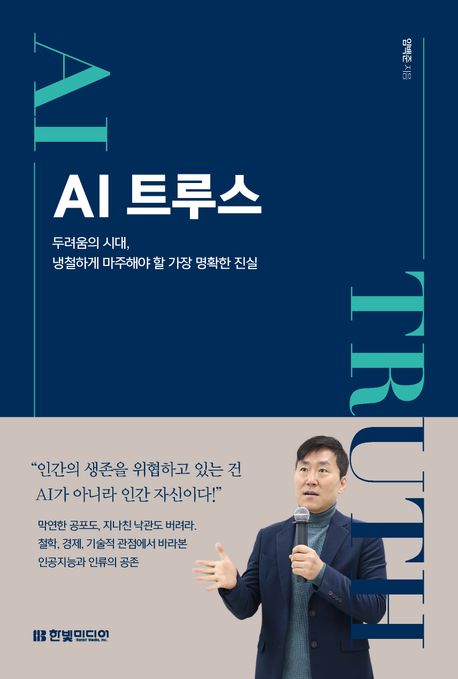 AI
임백준 지음
AI 트루스
두려움의 시대,
냉철하게 마주해야 할 가장 명확한 진실
TRUTH
“인간의 생존을 위협하고 있는 건
AI가 아니라 인간 자신이다!”
막연한 공포도, 지나친 낙관도 버려라.
철학, 경제, 기술적 관점에서 바라본
인공지능과 인류의 공존
한빛미디어
Hanbit Media, Inc.